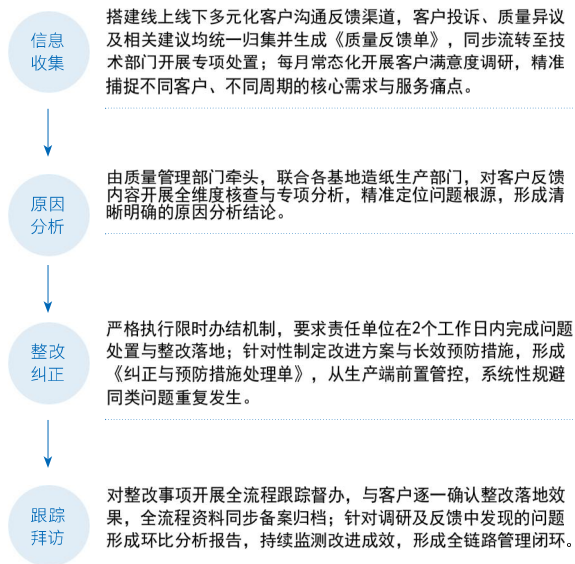 信息
收集
搭建线上线下多元化客户沟通反馈渠道，客户投诉、质量异议
及相关建议均统一归集并生成《质量反馈单》，同步流转至技
术部门开展专项处置；每月常态化开展客户满意度调研，精准
捕捉不同客户、不同周期的核心需求与服务痛点。
原因
分析
由质量管理部门牵头，联合各基地造纸生产部门，对客户反馈
内容开展全维度核查与专项分析，精准定位问题根源，形成清
晰明确的原因分析结论。
整改
纠正
严格执行限时办结机制，要求责任单位在2个工作日内完成问题
处置与整改落地；针对性制定改进方案与长效预防措施，形成
《纠正与预防措施处理单》，从生产端前置管控，系统性规避
同类问题重复发生。
跟踪
拜访
对整改事项开展全流程跟踪督办，与客户逐一确认整改落地效
果，全流程资料同步备案归档；针对调研及反馈中发现的问题
形成环比分析报告，持续监测改进成效，形成全链路管理闭环。